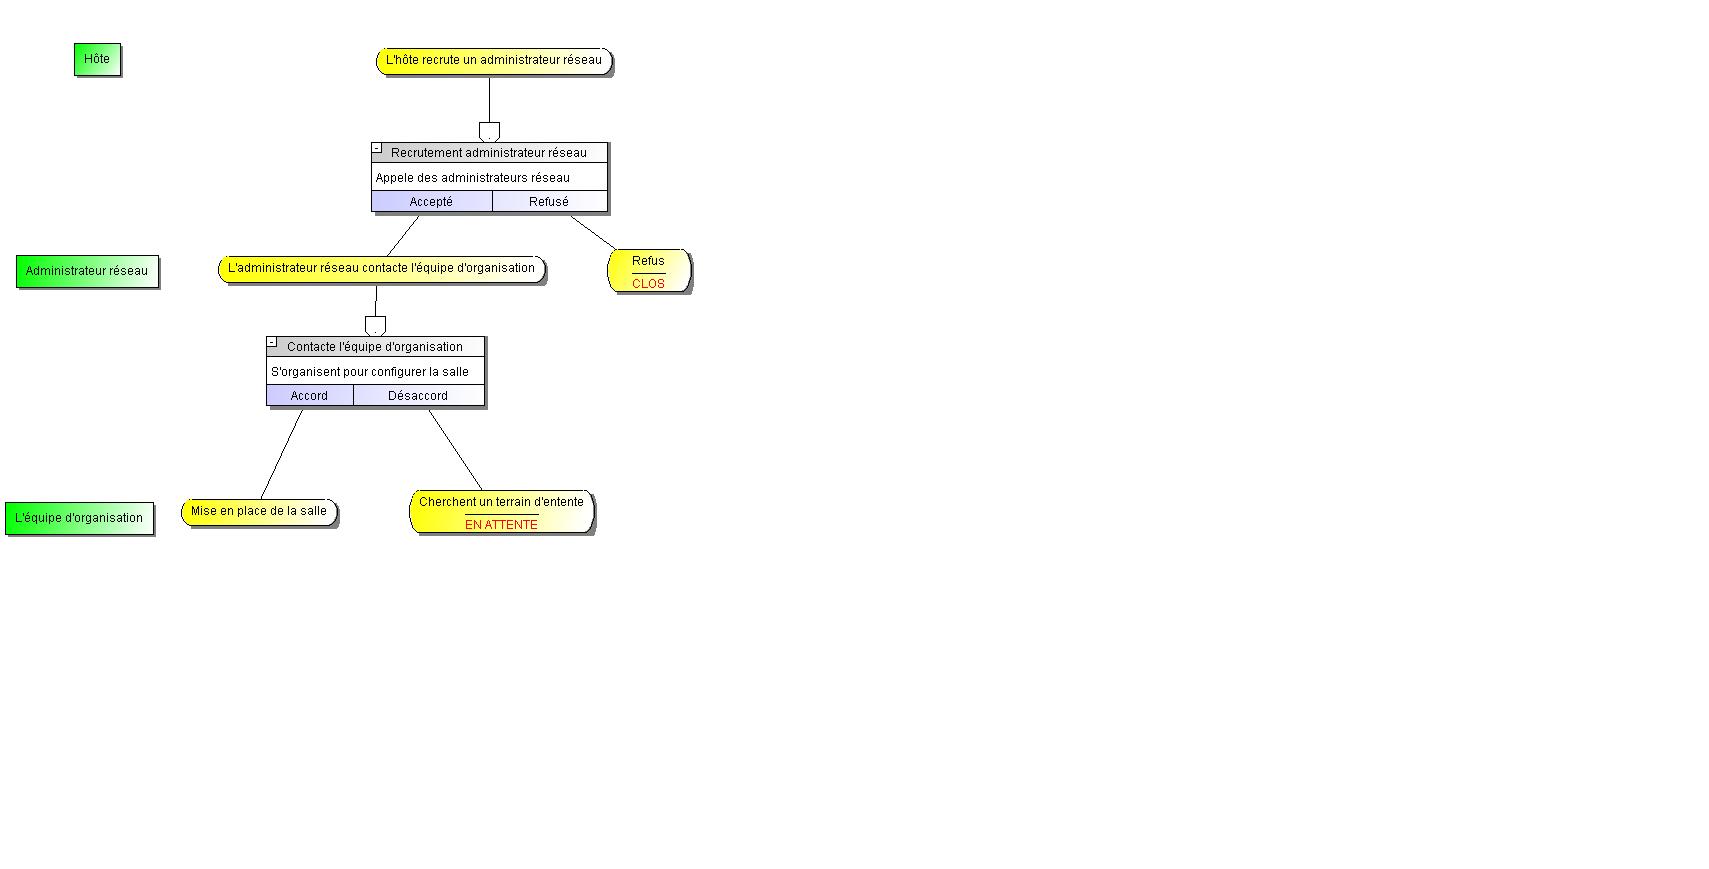 Hôte
L'hôte recrute un administrateur réseau
-
Recrutement administrateur réseau
Appele des administrateurs réseau
Accepté
Refusé
Administrateur réseau
L'administrateur réseau contacte l'équipe d'organisation
Refus
CLOS
-
Contacte l'équipe d'organisation
S'organisent pour configurer la salle
Accord
Désaccord
L'équipe d'organisation
Mise en place de la salle
Cherchent un terrain d'entente
EN ATTENTE